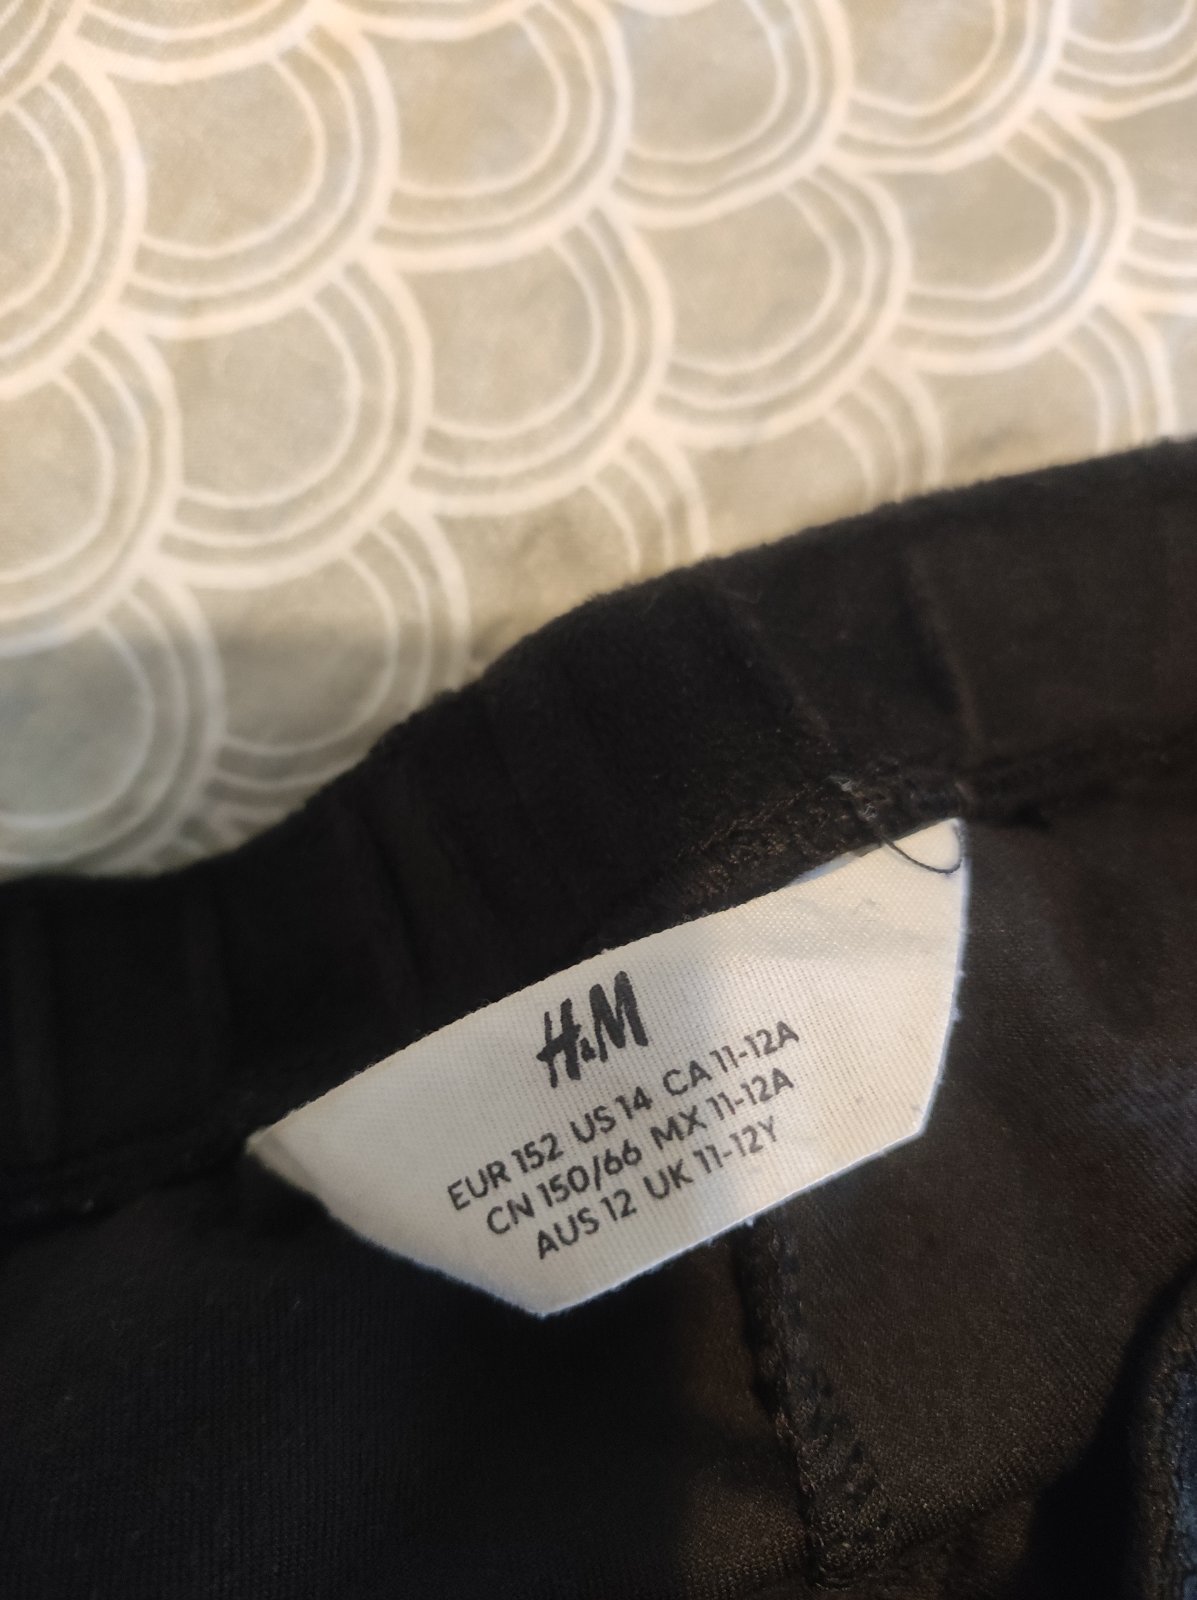 H&M
EUR 152 US 14 CA 11-12A
CN 150/66 MX 11-12A
AUS 12 UK 11-12Y